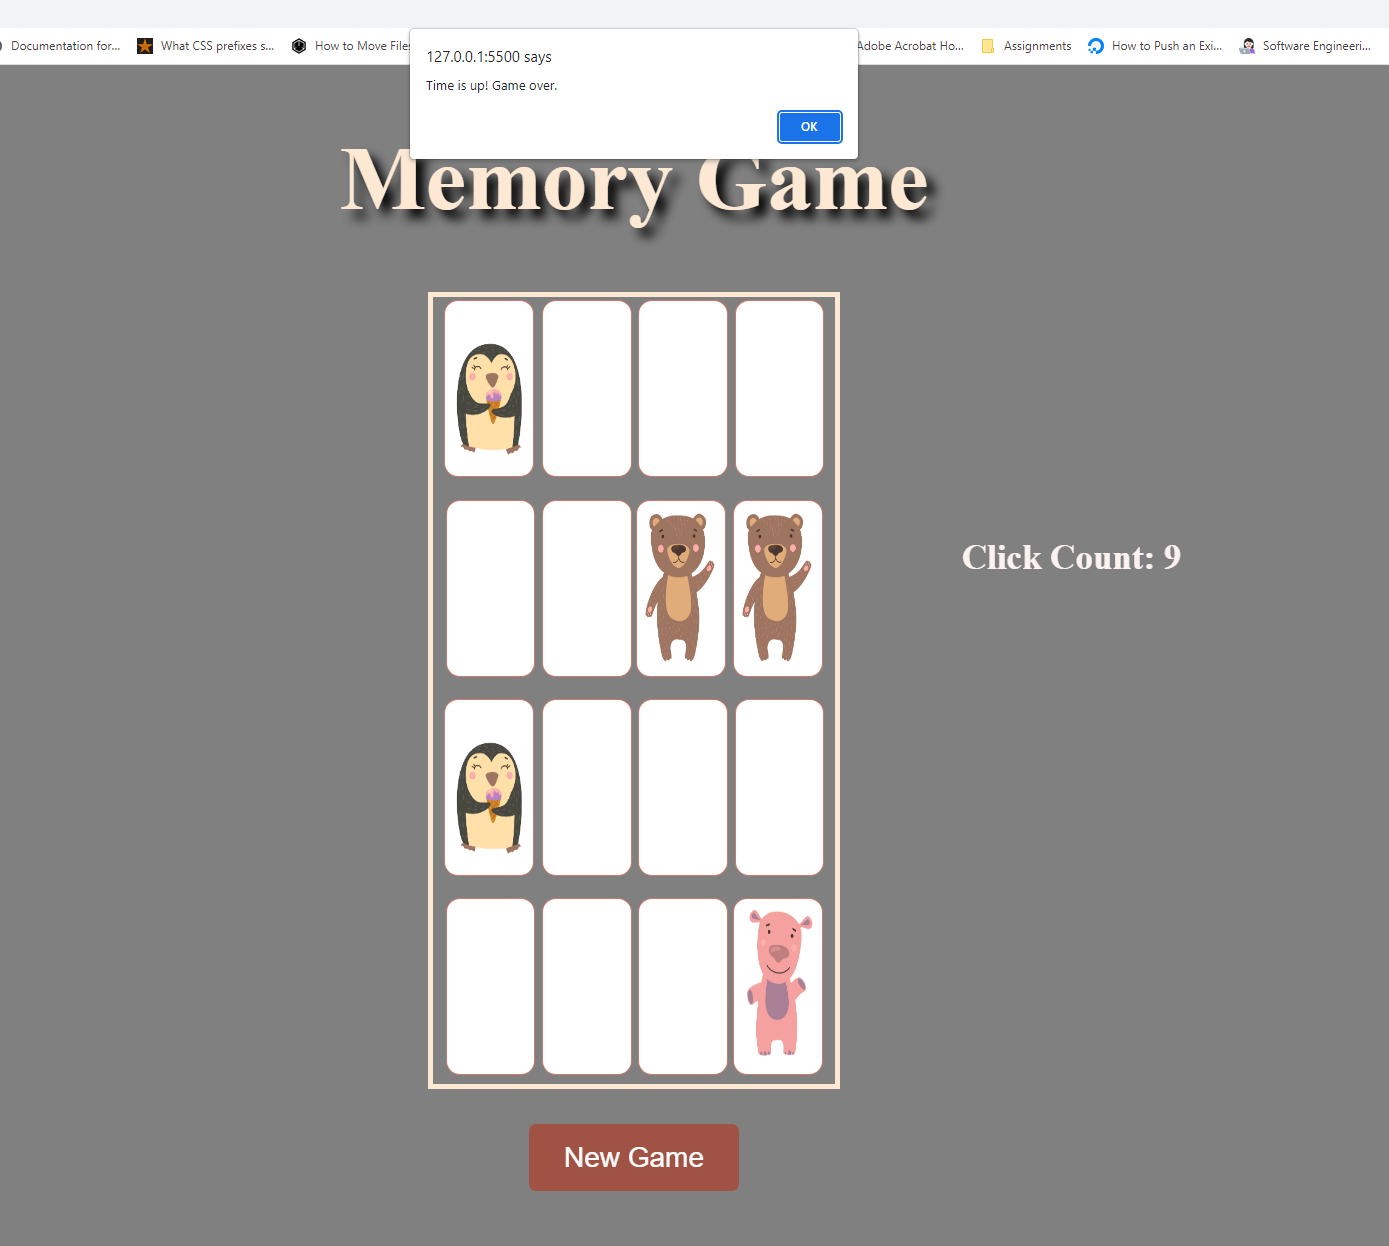 Documentation for...
What CSS prefixes s...
How to Move Files
Adobe Acrobat Ho...
Assignments
How to Push an Exi...
Software Engineeri...
127.0.0.1:5500 says
Time is up! Game over.
OK
Memory Game
Click Count: 9
New Game